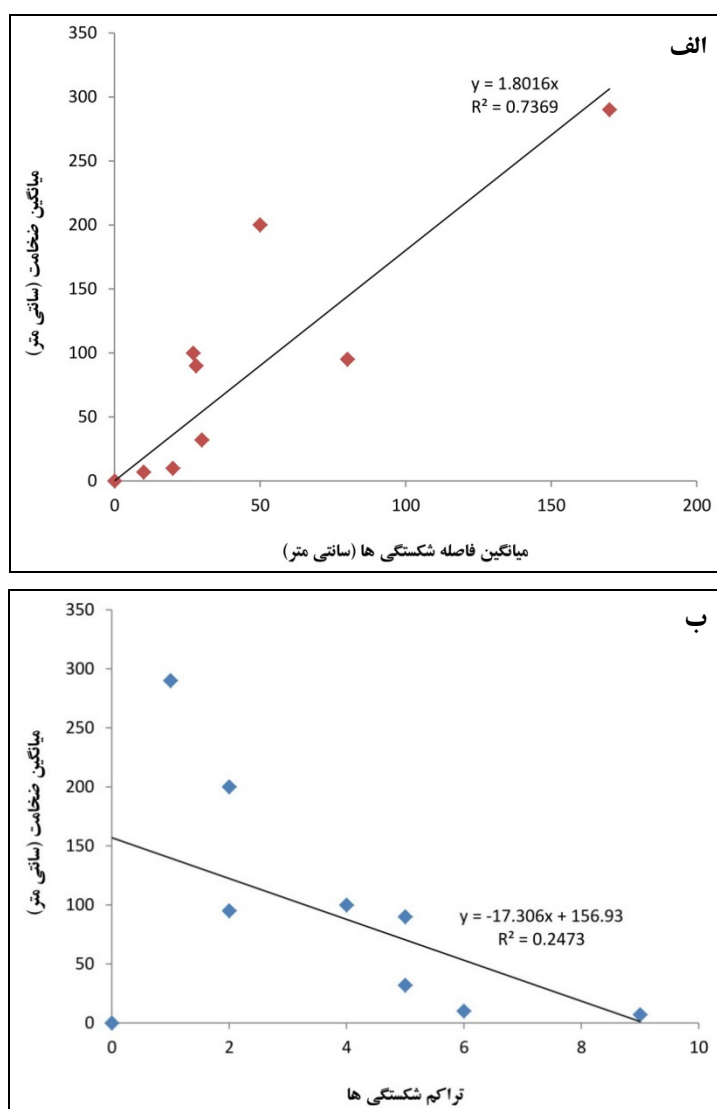 الف
y = 1.8016x
R² = 0.7369
میانگین ضخامت (سانتی متر)
350
300
250
200
150
100
50
0
0 50 100 150 200
میانگین فاصله شکستگی ها (سانتی متر)
ب
y = -17.306x + 156.93
R² = 0.2473
میانگین ضخامت (سانتی متر)
350
300
250
200
150
100
50
0
0 2 4 6 8 10
تراکم شکستگی ها